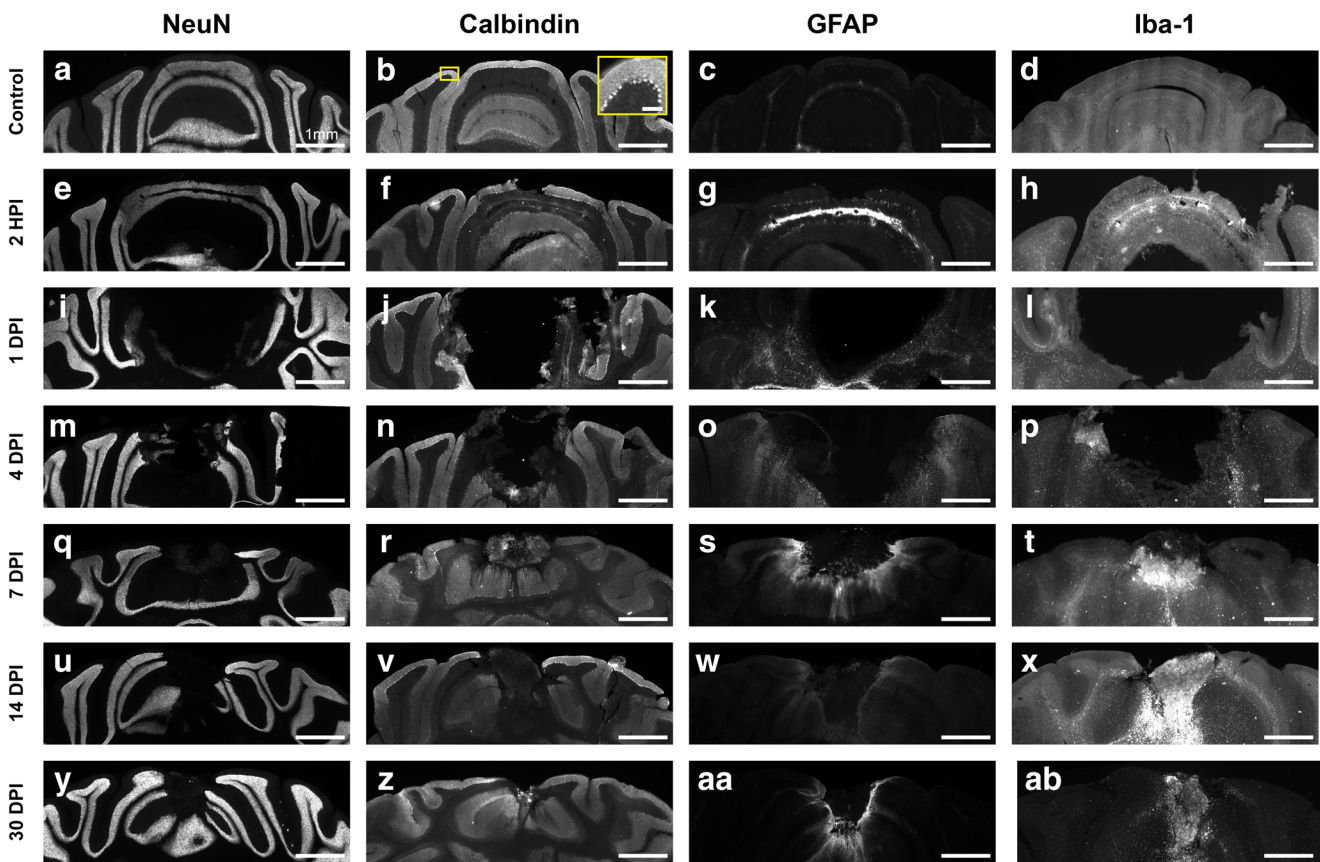 NeuN Calbindin GFAP Iba-1
Control a 1mm b c d
2 HPI e f g h
1 DPI i j k l
4 DPI m n o p
7 DPI q r s t
14 DPI u v w x
30 DPI y z aa ab